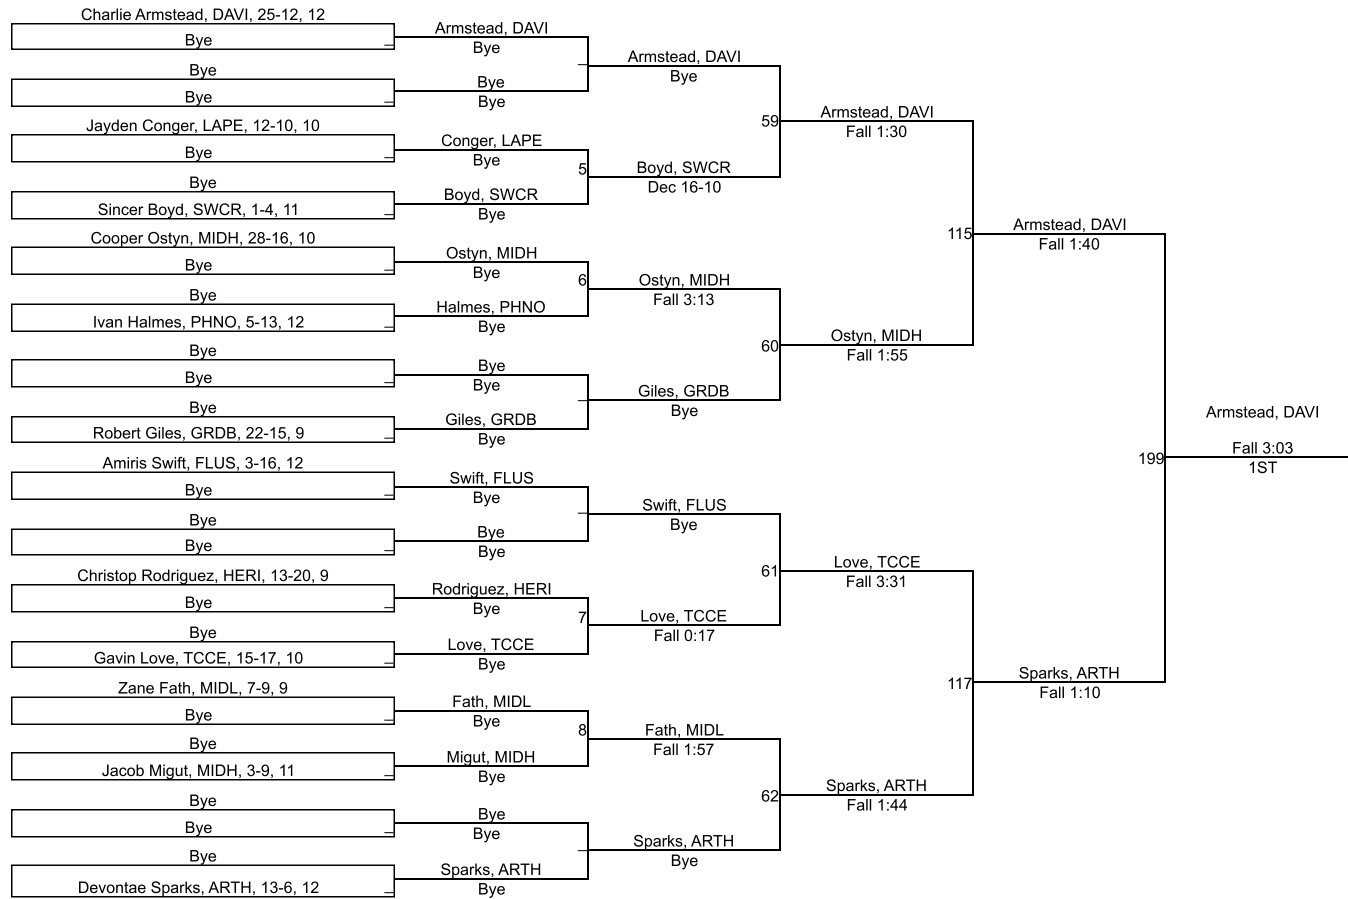 Charlie Armstead, DAVI, 25-12, 12
Bye
Bye
Bye
Jayden Conger, LAPE, 12-10, 10
Bye
Bye
Sincer Boyd, SWCR, 1-4, 11
Cooper Ostyn, MIDH, 28-16, 10
Bye
Bye
Ivan Halmes, PHNO, 5-13, 12
Bye
Bye
Bye
Robert Giles, GRDB, 22-15, 9
Amiris Swift, FLUS, 3-16, 12
Bye
Bye
Bye
Christop Rodriguez, HERI, 13-20, 9
Bye
Bye
Gavin Love, TCCE, 15-17, 10
Zane Fath, MIDL, 7-9, 9
Bye
Bye
Jacob Migut, MIDH, 3-9, 11
Bye
Bye
Bye
Devontae Sparks, ARTH, 13-6, 12
Armstead, DAVI
Bye
Bye
Bye
Conger, LAPE
Bye
5
Boyd, SWCR
Bye
Ostyn, MIDH
Bye
6
Halmes, PHNO
Bye
Bye
Bye
Giles, GRDB
Bye
Swift, FLUS
Bye
Bye
Bye
Rodriguez, HERI
Bye
7
Love, TCCE
Bye
Fath, MIDL
Bye
8
Migut, MIDH
Bye
Bye
Bye
Sparks, ARTH
Bye
Armstead, DAVI
Bye
59
Boyd, SWCR
Dec 16-10
Ostyn, MIDH
Fall 3:13
60
Giles, GRDB
Bye
Swift, FLUS
Bye
61
Love, TCCE
Fall 0:17
Fath, MIDL
Fall 1:57
62
Sparks, ARTH
Bye
Armstead, DAVI
Fall 1:30
115
Ostyn, MIDH
Fall 1:55
Love, TCCE
Fall 3:31
117
Sparks, ARTH
Fall 1:44
Armstead, DAVI
Fall 1:40
199
Sparks, ARTH
Fall 1:10
Armstead, DAVI
Fall 3:03
1ST